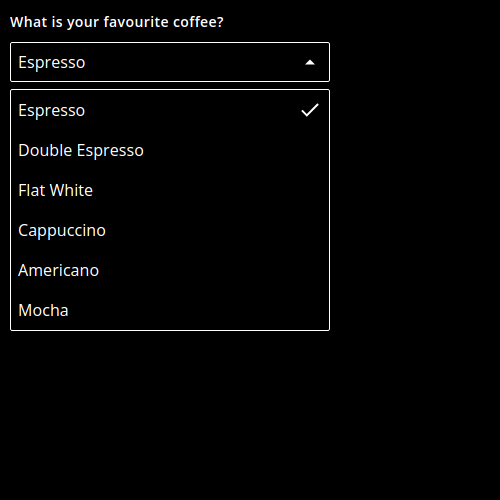 What is your favourite coffee?
Espresso
Espresso
Double Espresso
Flat White
Cappuccino
Americano
Mocha